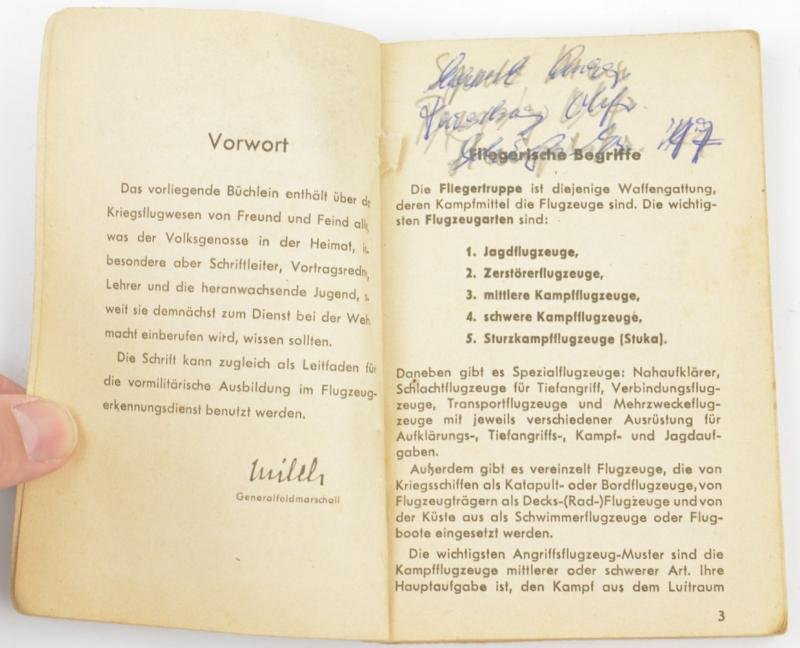 Vorwort
Das vorliegende Büchlein enthält über
Kriegsflugwesen von Freund und Feind
was der Volksgenosse in der Heimat,
besondere aber Schriftleiter,
Lehrer und die heranwachsende Jugend,
weit sie demnächst zum Dienst bei der
macht einberufen wird, wissen sollten.
Die Schrift kann zugleich als Leitfaden für
die vormilitärische Ausbildung im Flugzeug-
erkennungsdienst benutzt werden.
Milch
Generalfeldmarschall
Fliegerische Begriffe
Die Fliegertruppe ist diejenige Waffengattung,
deren Kampfmittel die Flugzeuge sind. Die wichtig-
sten Flugzeugarten sind:
1. Jagdflugzeuge,
2. Zerstörerflugzeuge,
3. mittlere Kampfflugzeuge,
4. schwere Kampfflugzeuge,
5. Sturzkampfflugzeuge (Stuka).
Daneben gibt es Spezialflugzeuge: Nahaufklärer,
Schlachtflugzeuge für Tiefangriff, Verbindungsflug-
zeuge, Transportflugzeuge und Mehrzweckeflug-
zeuge mit jeweils verschiedener Ausrüstung für
Aufklärungs-, Tiefangriffs-, Kampf- und Jagdauf-
gaben.
Außerdem gibt es vereinzelt Flugzeuge, die von
Kriegsschiffen als Katapult- oder Bordflugzeuge, von
Flugzeugträgern als Decks-(Rad-)Flugzeuge und von
der Küste aus als Schwimmerflugzeuge oder Flug-
boote eingesetzt werden.
Die wichtigsten Angriffsflugzeug-Muster sind die
Kampfflugzeuge mittlerer oder schwerer Art. Ihre
Hauptaufgabe ist, den Kampf aus dem Luftraum
3